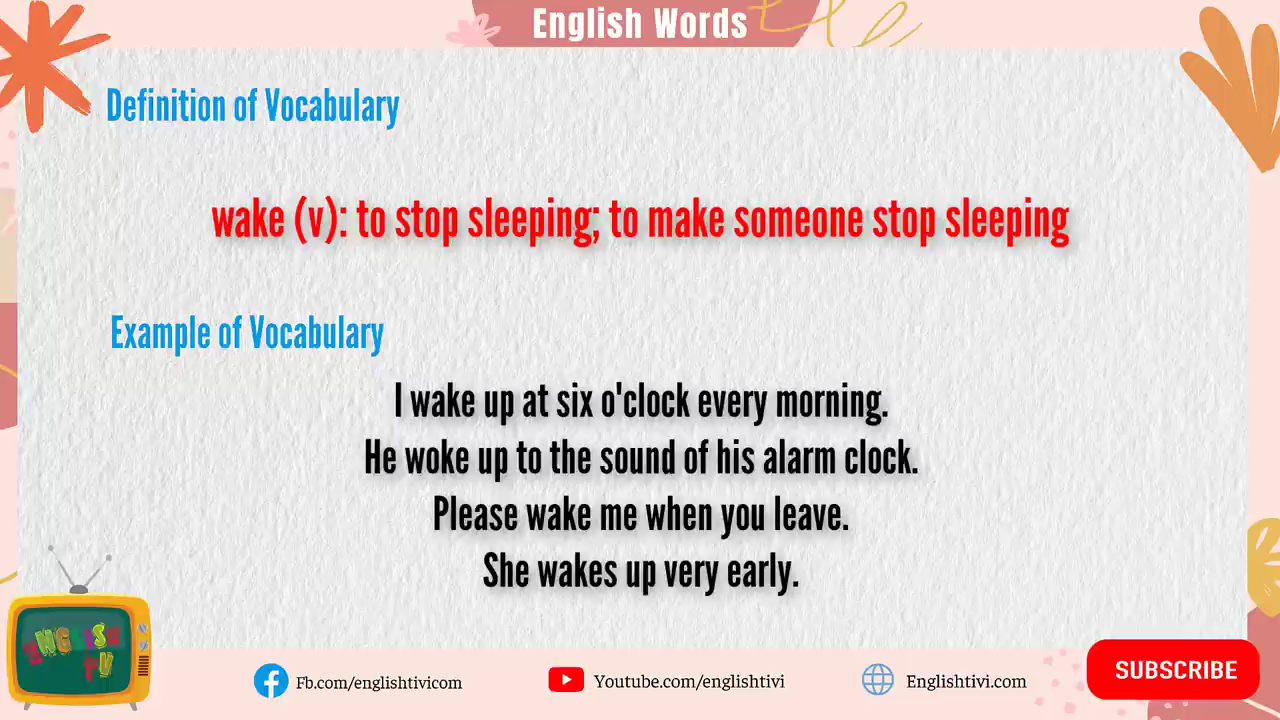 English Words
Definition of Vocabulary
wake (v): to stop sleeping; to make someone stop sleeping
Example of Vocabulary
I wake up at six o'clock every morning.
He woke up to the sound of his alarm clock.
Please wake me when you leave.
She wakes up very early.
ENGLISH
TV
Fb.com/englishtivicom
Youtube.com/englishtivi
Englishtivi.com
SUBSCRIBE